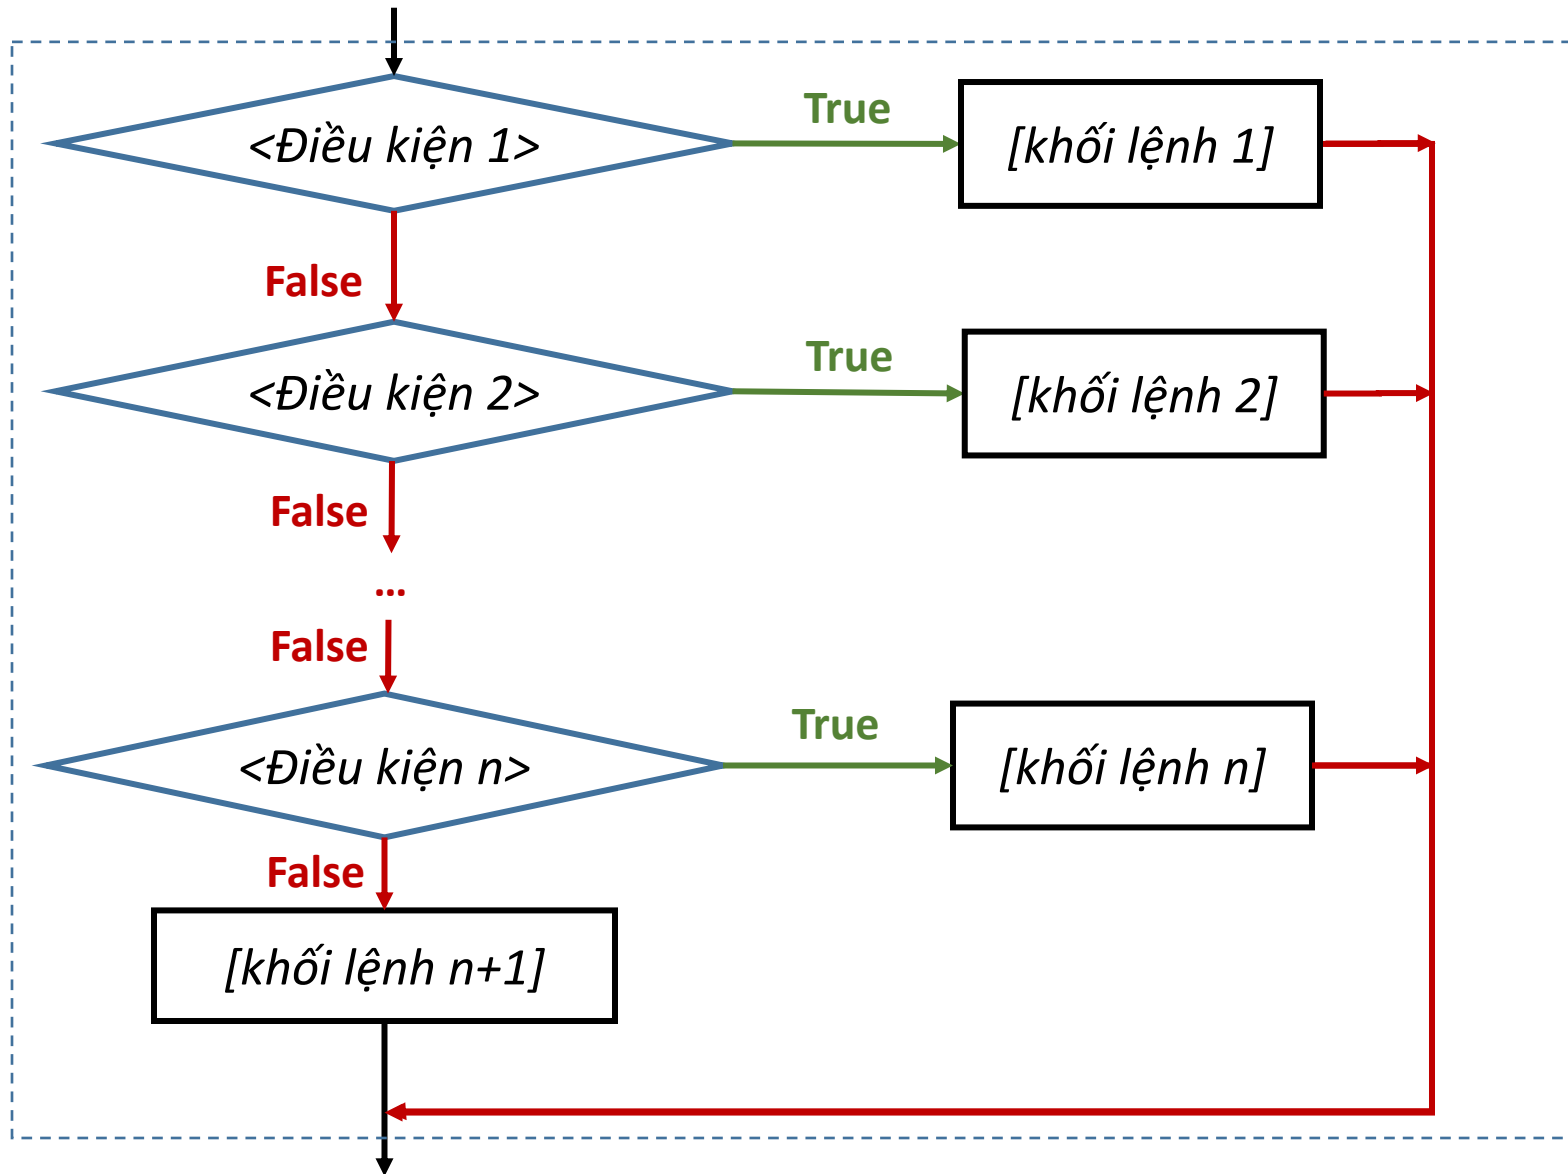 <Điều kiện 1>
True
[khối lệnh 1]
False
<Điều kiện 2>
True
[khối lệnh 2]
False
...
False
<Điều kiện n>
True
[khối lệnh n]
False
[khối lệnh n+1]